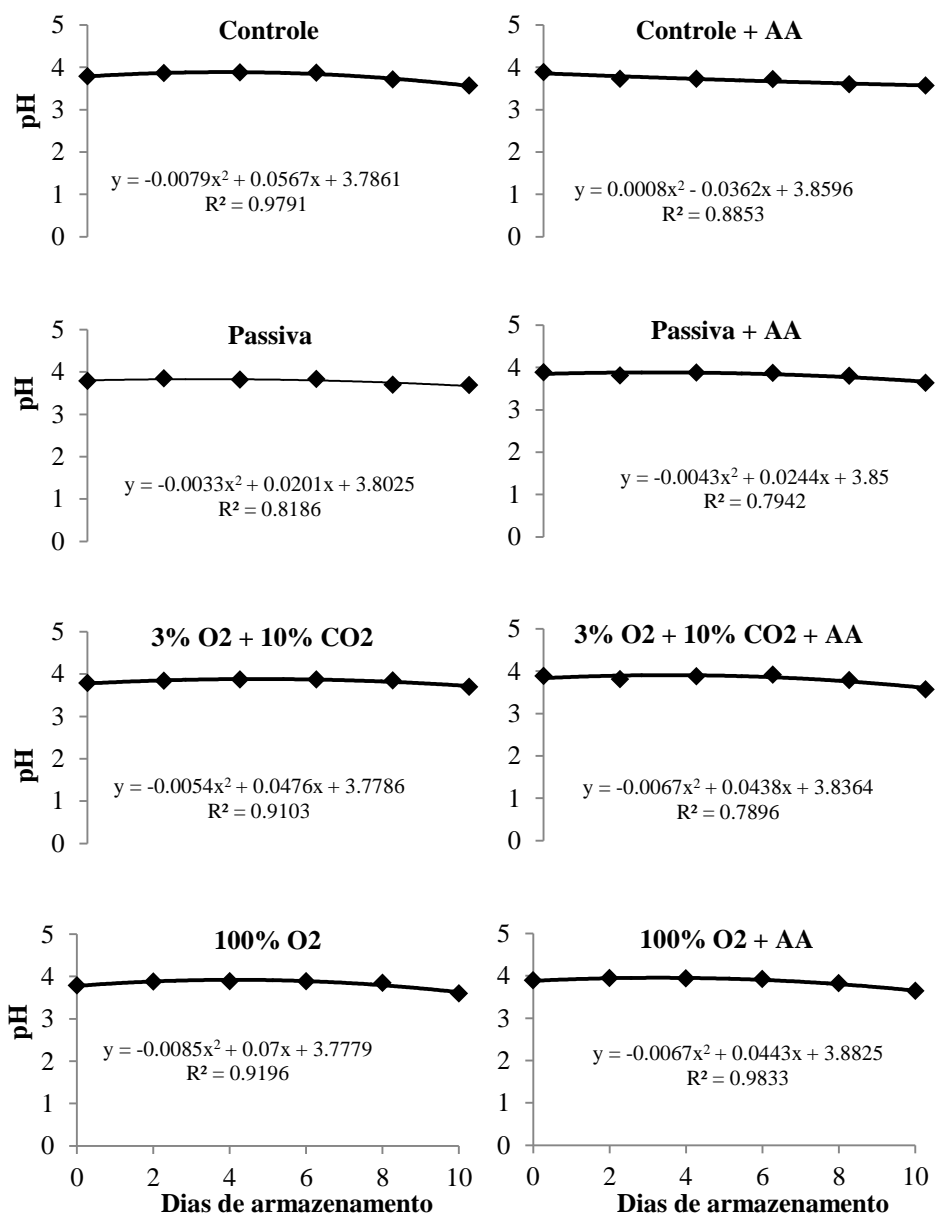 Controle
5
4
3
2
1
0
pH
y = -0.0079x² + 0.0567x + 3.7861
R² = 0.9791
Controle + AA
5
4
3
2
1
0
y = 0.0008x² - 0.0362x + 3.8596
R² = 0.8853
Passiva
5
4
3
2
1
0
pH
y = -0.0033x² + 0.0201x + 3.8025
R² = 0.8186
Passiva + AA
5
4
3
2
1
0
y = -0.0043x² + 0.0244x + 3.85
R² = 0.7942
3% O2 + 10% CO2
5
4
3
2
1
0
pH
y = -0.0054x² + 0.0476x + 3.7786
R² = 0.9103
3% O2 + 10% CO2 + AA
5
4
3
2
1
0
y = -0.0067x² + 0.0438x + 3.8364
R² = 0.7896
100% O2
5
4
3
2
1
0
pH
y = -0.0085x² + 0.07x + 3.7779
R² = 0.9196
0 2 4 6 8 10
Dias de armazenamento
100% O2 + AA
5
4
3
2
1
0
y = -0.0067x² + 0.0443x + 3.8825
R² = 0.9833
0 2 4 6 8 10
Dias de armazenamento